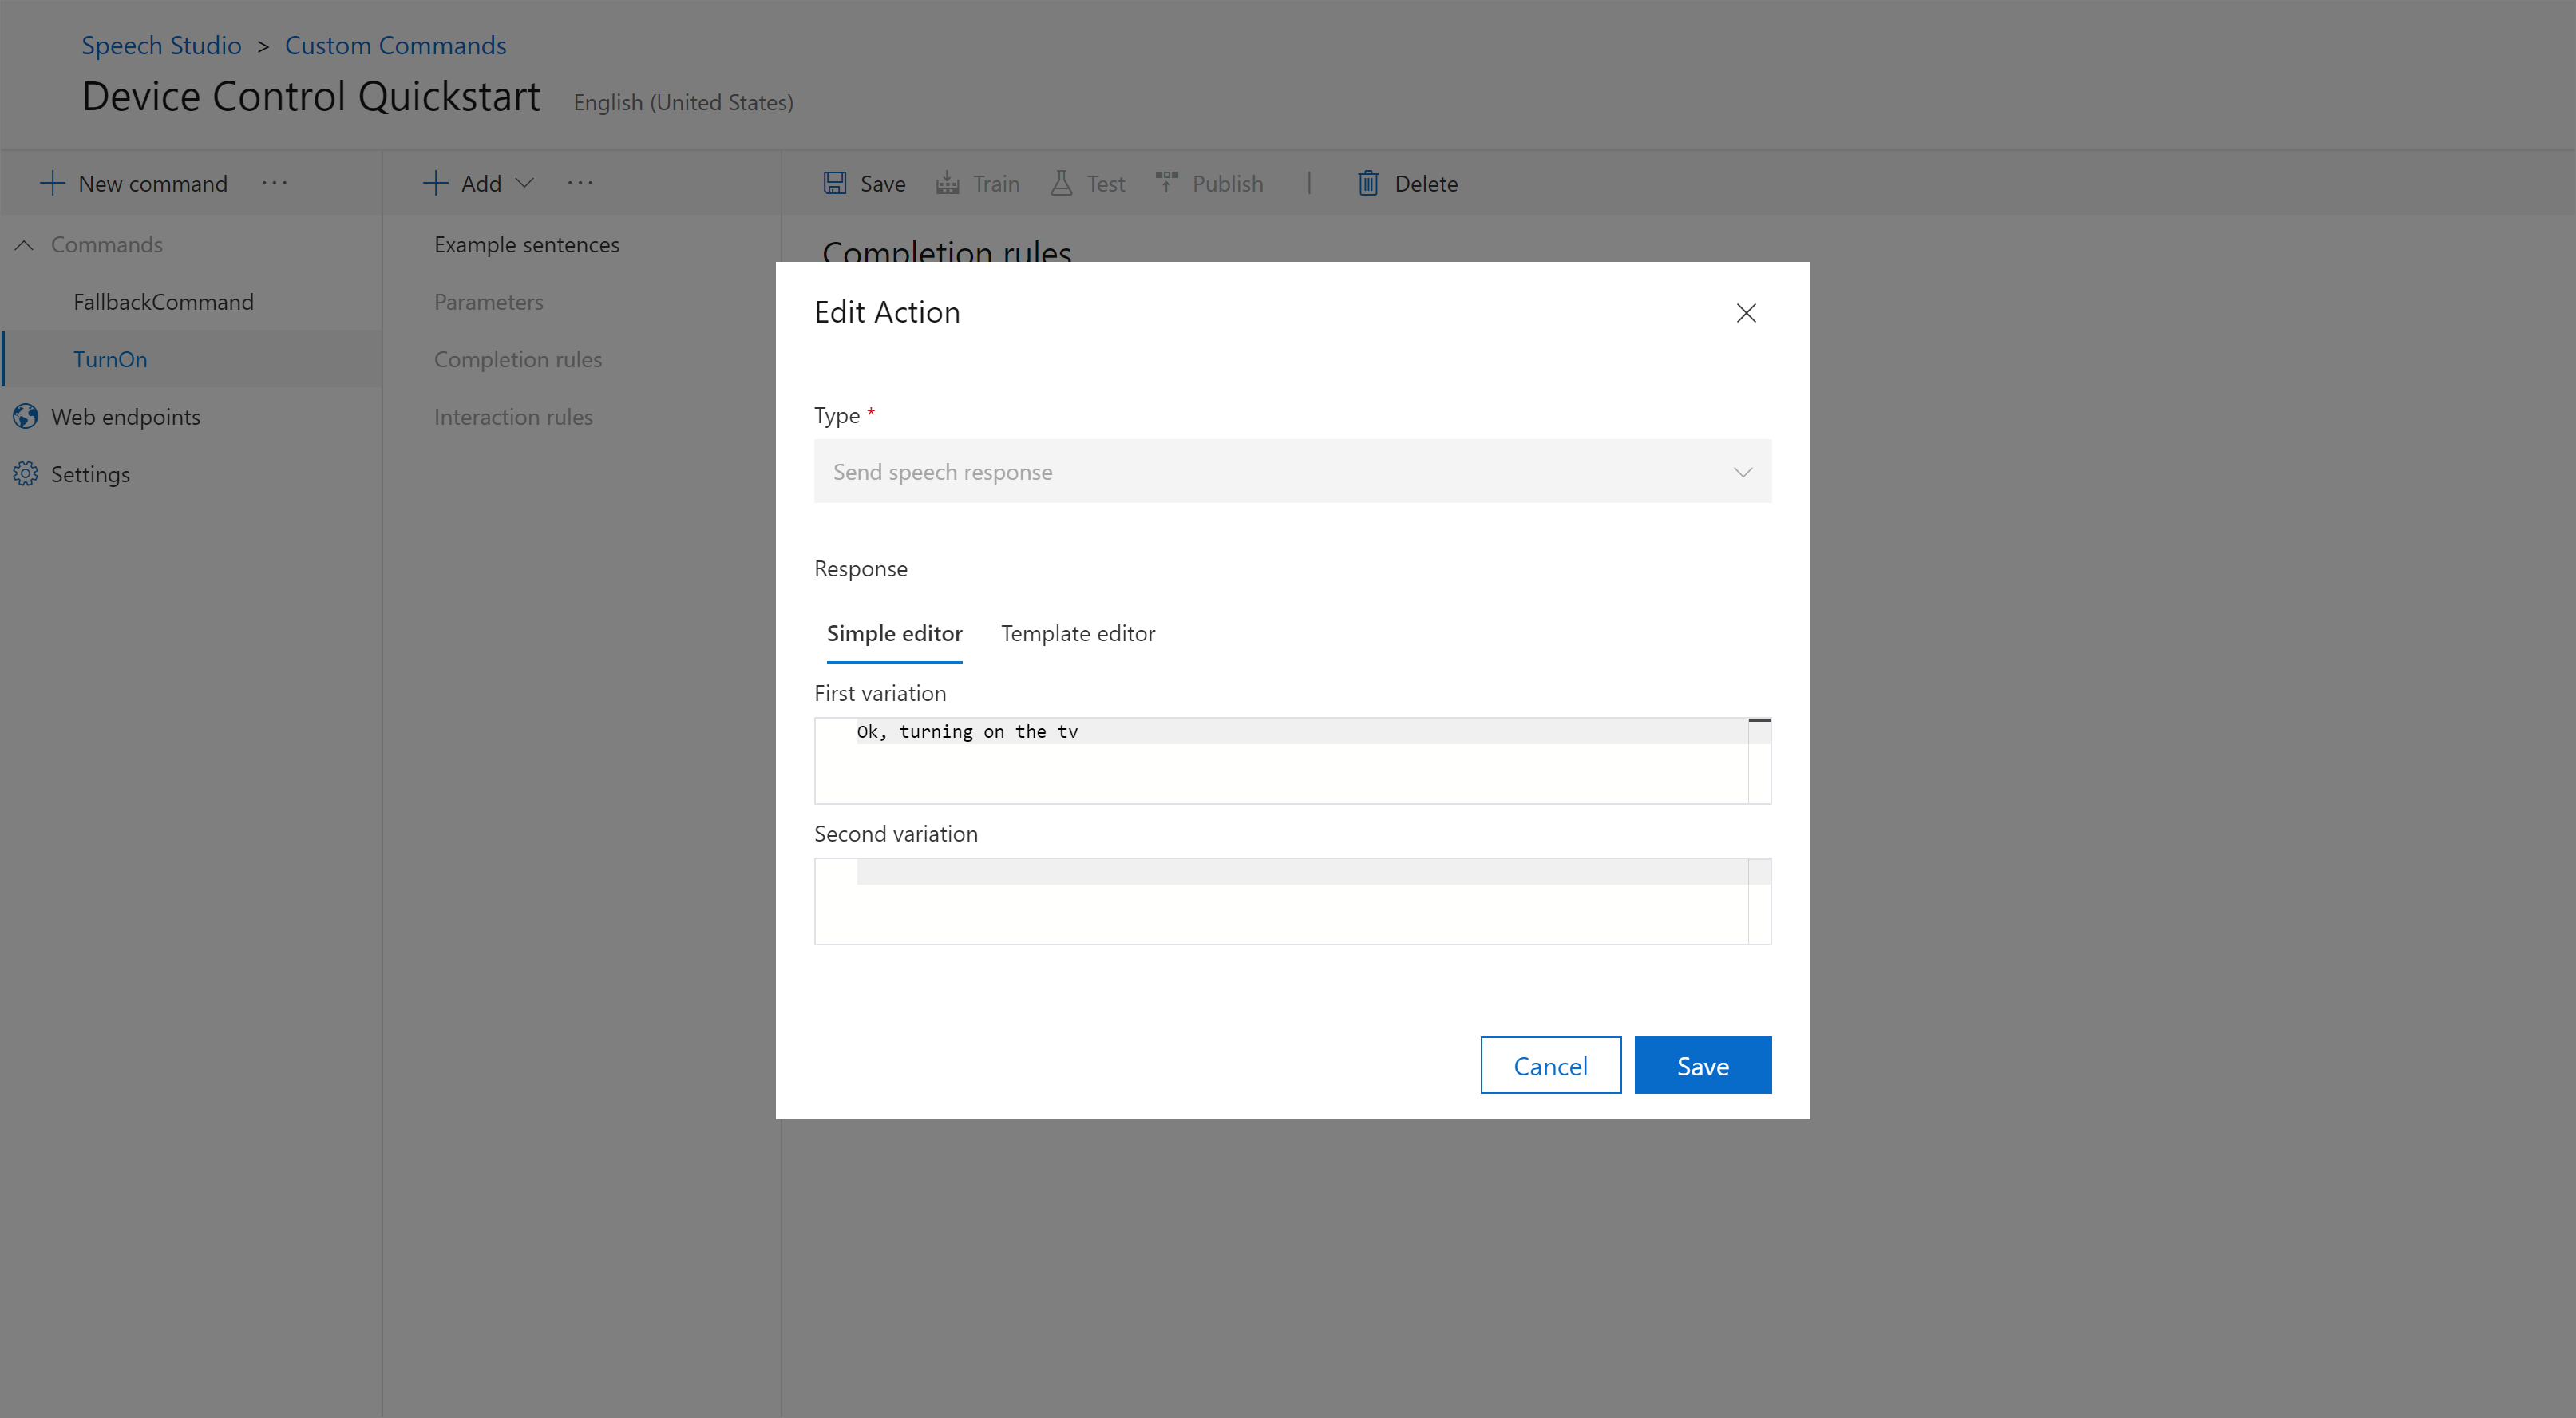 Speech Studio > Custom Commands
Device Control Quickstart English (United States)
New command ...
Add ...
Save Train Test Publish | Delete
Commands
FallbackCommand
TurnOn
Web endpoints
Settings
Example sentences
Parameters
Completion rules
Interaction rules
Completion rules
Edit Action
Type *
Send speech response
Response
Simple editor Template editor
First variation
Ok, turning on the tv
Second variation
Cancel Save